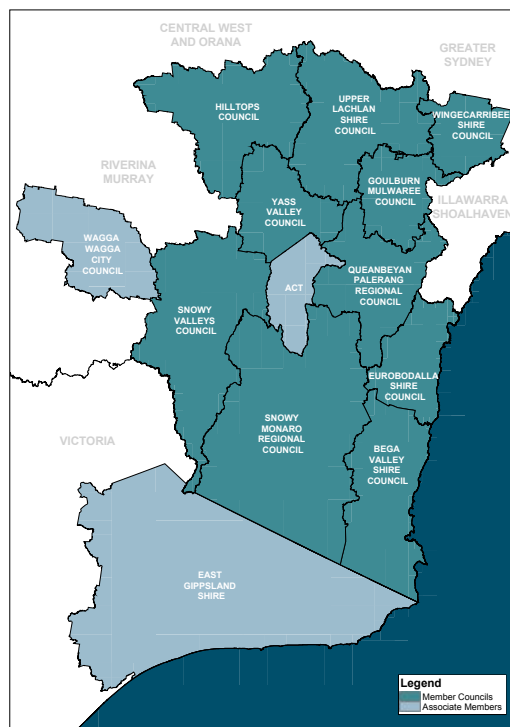 CENTRAL WEST
AND ORANA
GREATER
SYDNEY
HILLTOPS
COUNCIL
UPPER
LACHLAN
SHIRE
COUNCIL
WINGECARRIBEE
SHIRE
COUNCIL
RIVERINA
MURRAY
GOULBURN
MULWAREE
COUNCIL
ILLAWARRA
SHOALHAVEN
YASS
VALLEY
COUNCIL
WAGGA
WAGGA
CITY
COUNCIL
QUEANBEYAN
PALERANG
REGIONAL
COUNCIL
ACT
SNOWY
VALLEYS
COUNCIL
EUROBODALLA
SHIRE
COUNCIL
SNOWY
MONARO
REGIONAL
COUNCIL
VICTORIA
BEGA
VALLEY
SHIRE
COUNCIL
EAST
GIPPSLAND
SHIRE
Legend
Member Councils
Associate Members